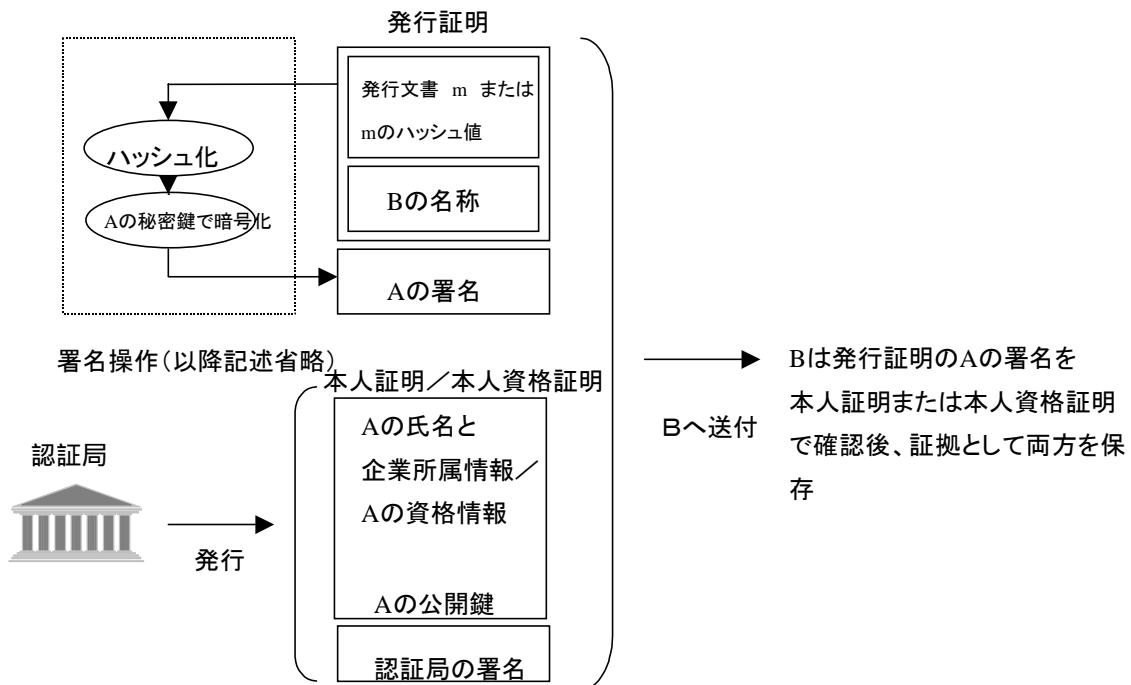 発行証明
発行文書 m または
mのハッシュ値
ハッシュ化
Bの名称
Aの秘密鍵で暗号化
Aの署名
署名操作(以降記述省略)
本人証明/本人資格証明
Aの氏名と
企業所属情報/
Aの資格情報
Aの公開鍵
認証局の署名
認証局
発行
Bへ送付
Bは発行証明のAの署名を
本人証明または本人資格証明
で確認後、証拠として両方を保
存